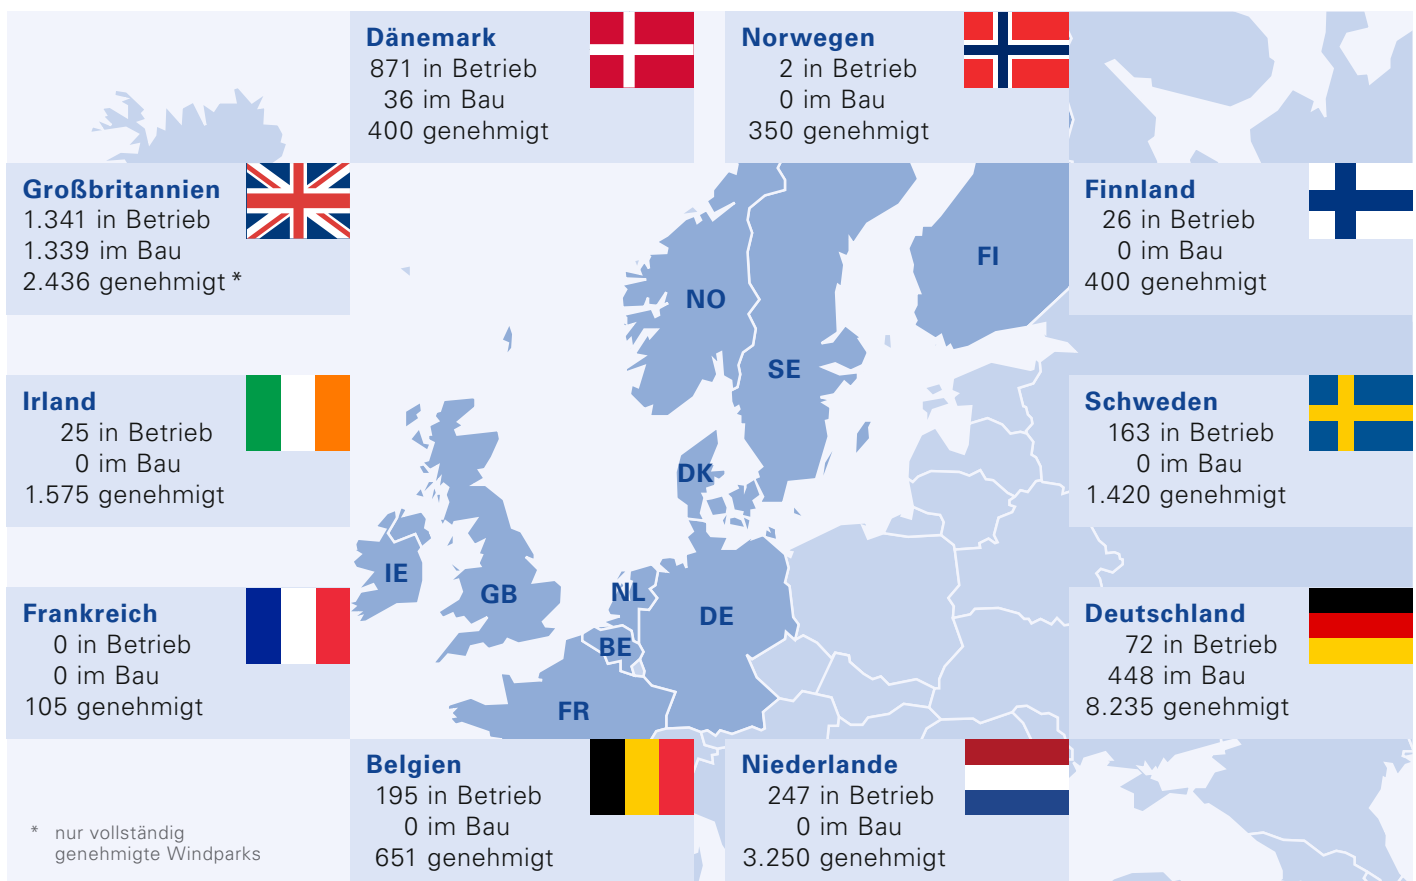 Dänemark
871 in Betrieb
36 im Bau
400 genehmigt
Norwegen
2 in Betrieb
0 im Bau
350 genehmigt
Großbritannien
1.341 in Betrieb
1.339 im Bau
2.436 genehmigt *
Finnland
26 in Betrieb
0 im Bau
400 genehmigt
Irland
25 in Betrieb
0 im Bau
1.575 genehmigt
Schweden
163 in Betrieb
0 im Bau
1.420 genehmigt
Frankreich
0 in Betrieb
0 im Bau
105 genehmigt
Deutschland
72 in Betrieb
448 im Bau
8.235 genehmigt
Belgien
195 in Betrieb
0 im Bau
651 genehmigt
Niederlande
247 in Betrieb
0 im Bau
3.250 genehmigt
FI
NO
SE
DK
IE
GB
NL
DE
BE
FR
* nur vollständig
genehmigte Windparks